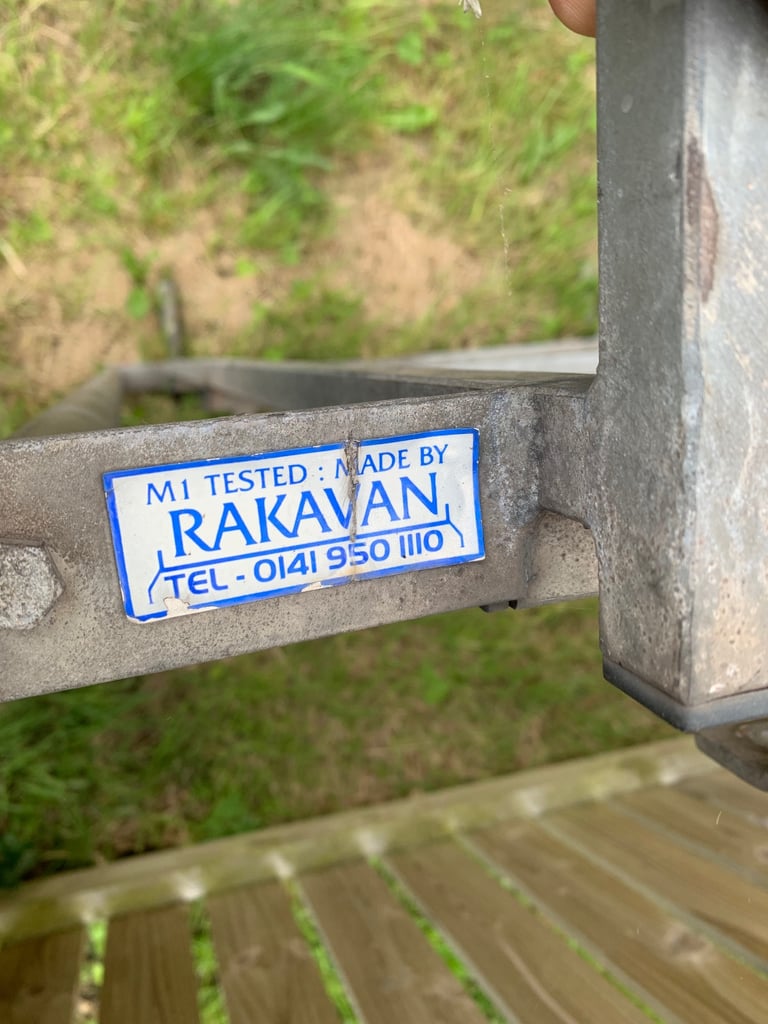 M1 TESTED : MADE BY
RAKAVAN
TEL - 0141 950 1110